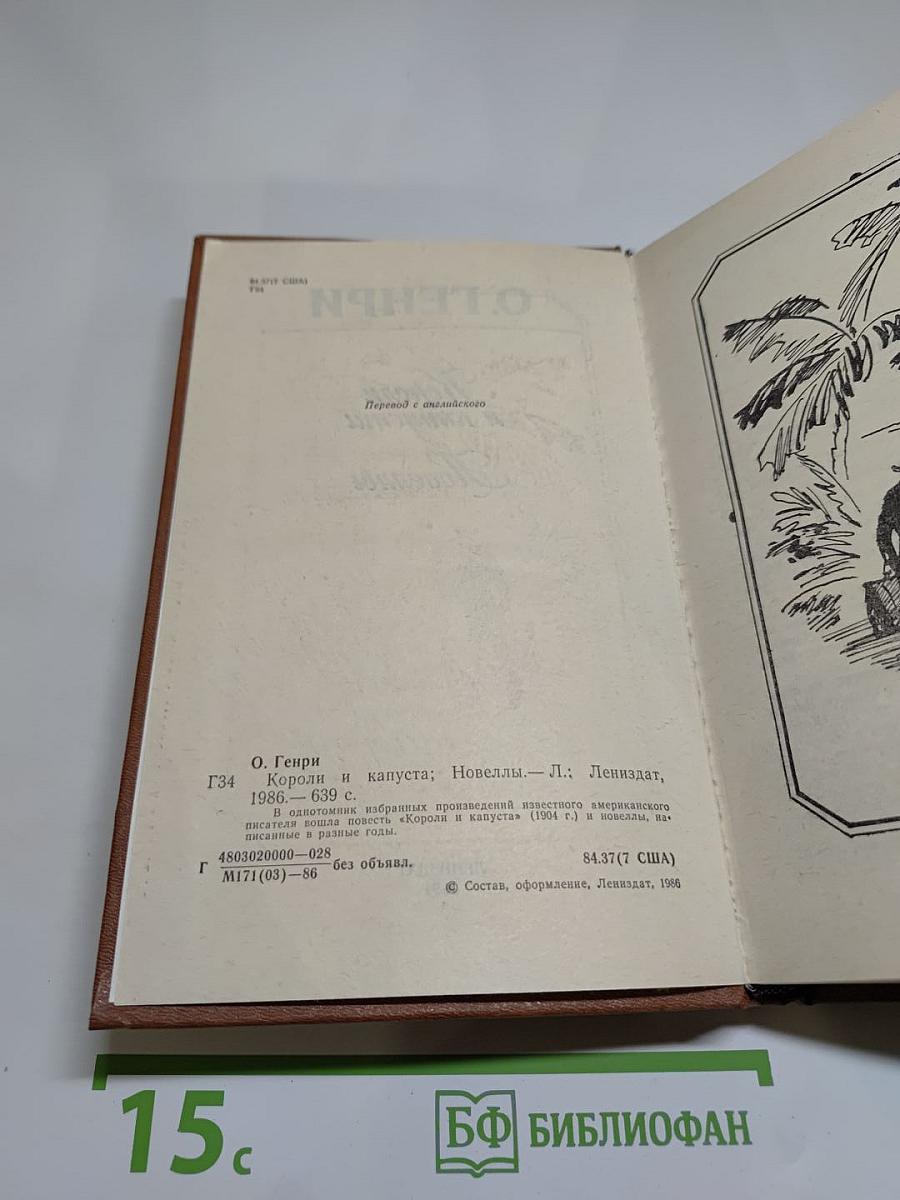 84.37(7 США)
Г34
О. ГЕНРИ
Перевод с английского
О. Генри
Г34 Короли и капуста; Новеллы.— Л.: Лениздат,
1986.— 639 с.
В однотомник избранных произведений известного американского
писателя вошла повесть «Короли и капуста» (1904 г.) и новеллы, на-
писанные в разные годы.
Г 4803020000—028
М171(03)—86 без объявл.
84.37(7 США)
© Состав, оформление, Лениздат, 1986
15 с
БФ БИБЛИОФАН